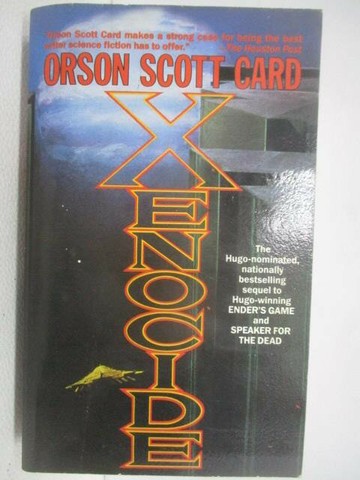 "Orson Scott Card makes a strong case for being the best
writer science fiction has to offer." —The Houston Post
ORSON SCOTT CARD
XENOCIDE
The
Hugo-nominated,
nationally
bestselling
sequel to
Hugo-winning
ENDER'S GAME
and
SPEAKER FOR
THE DEAD